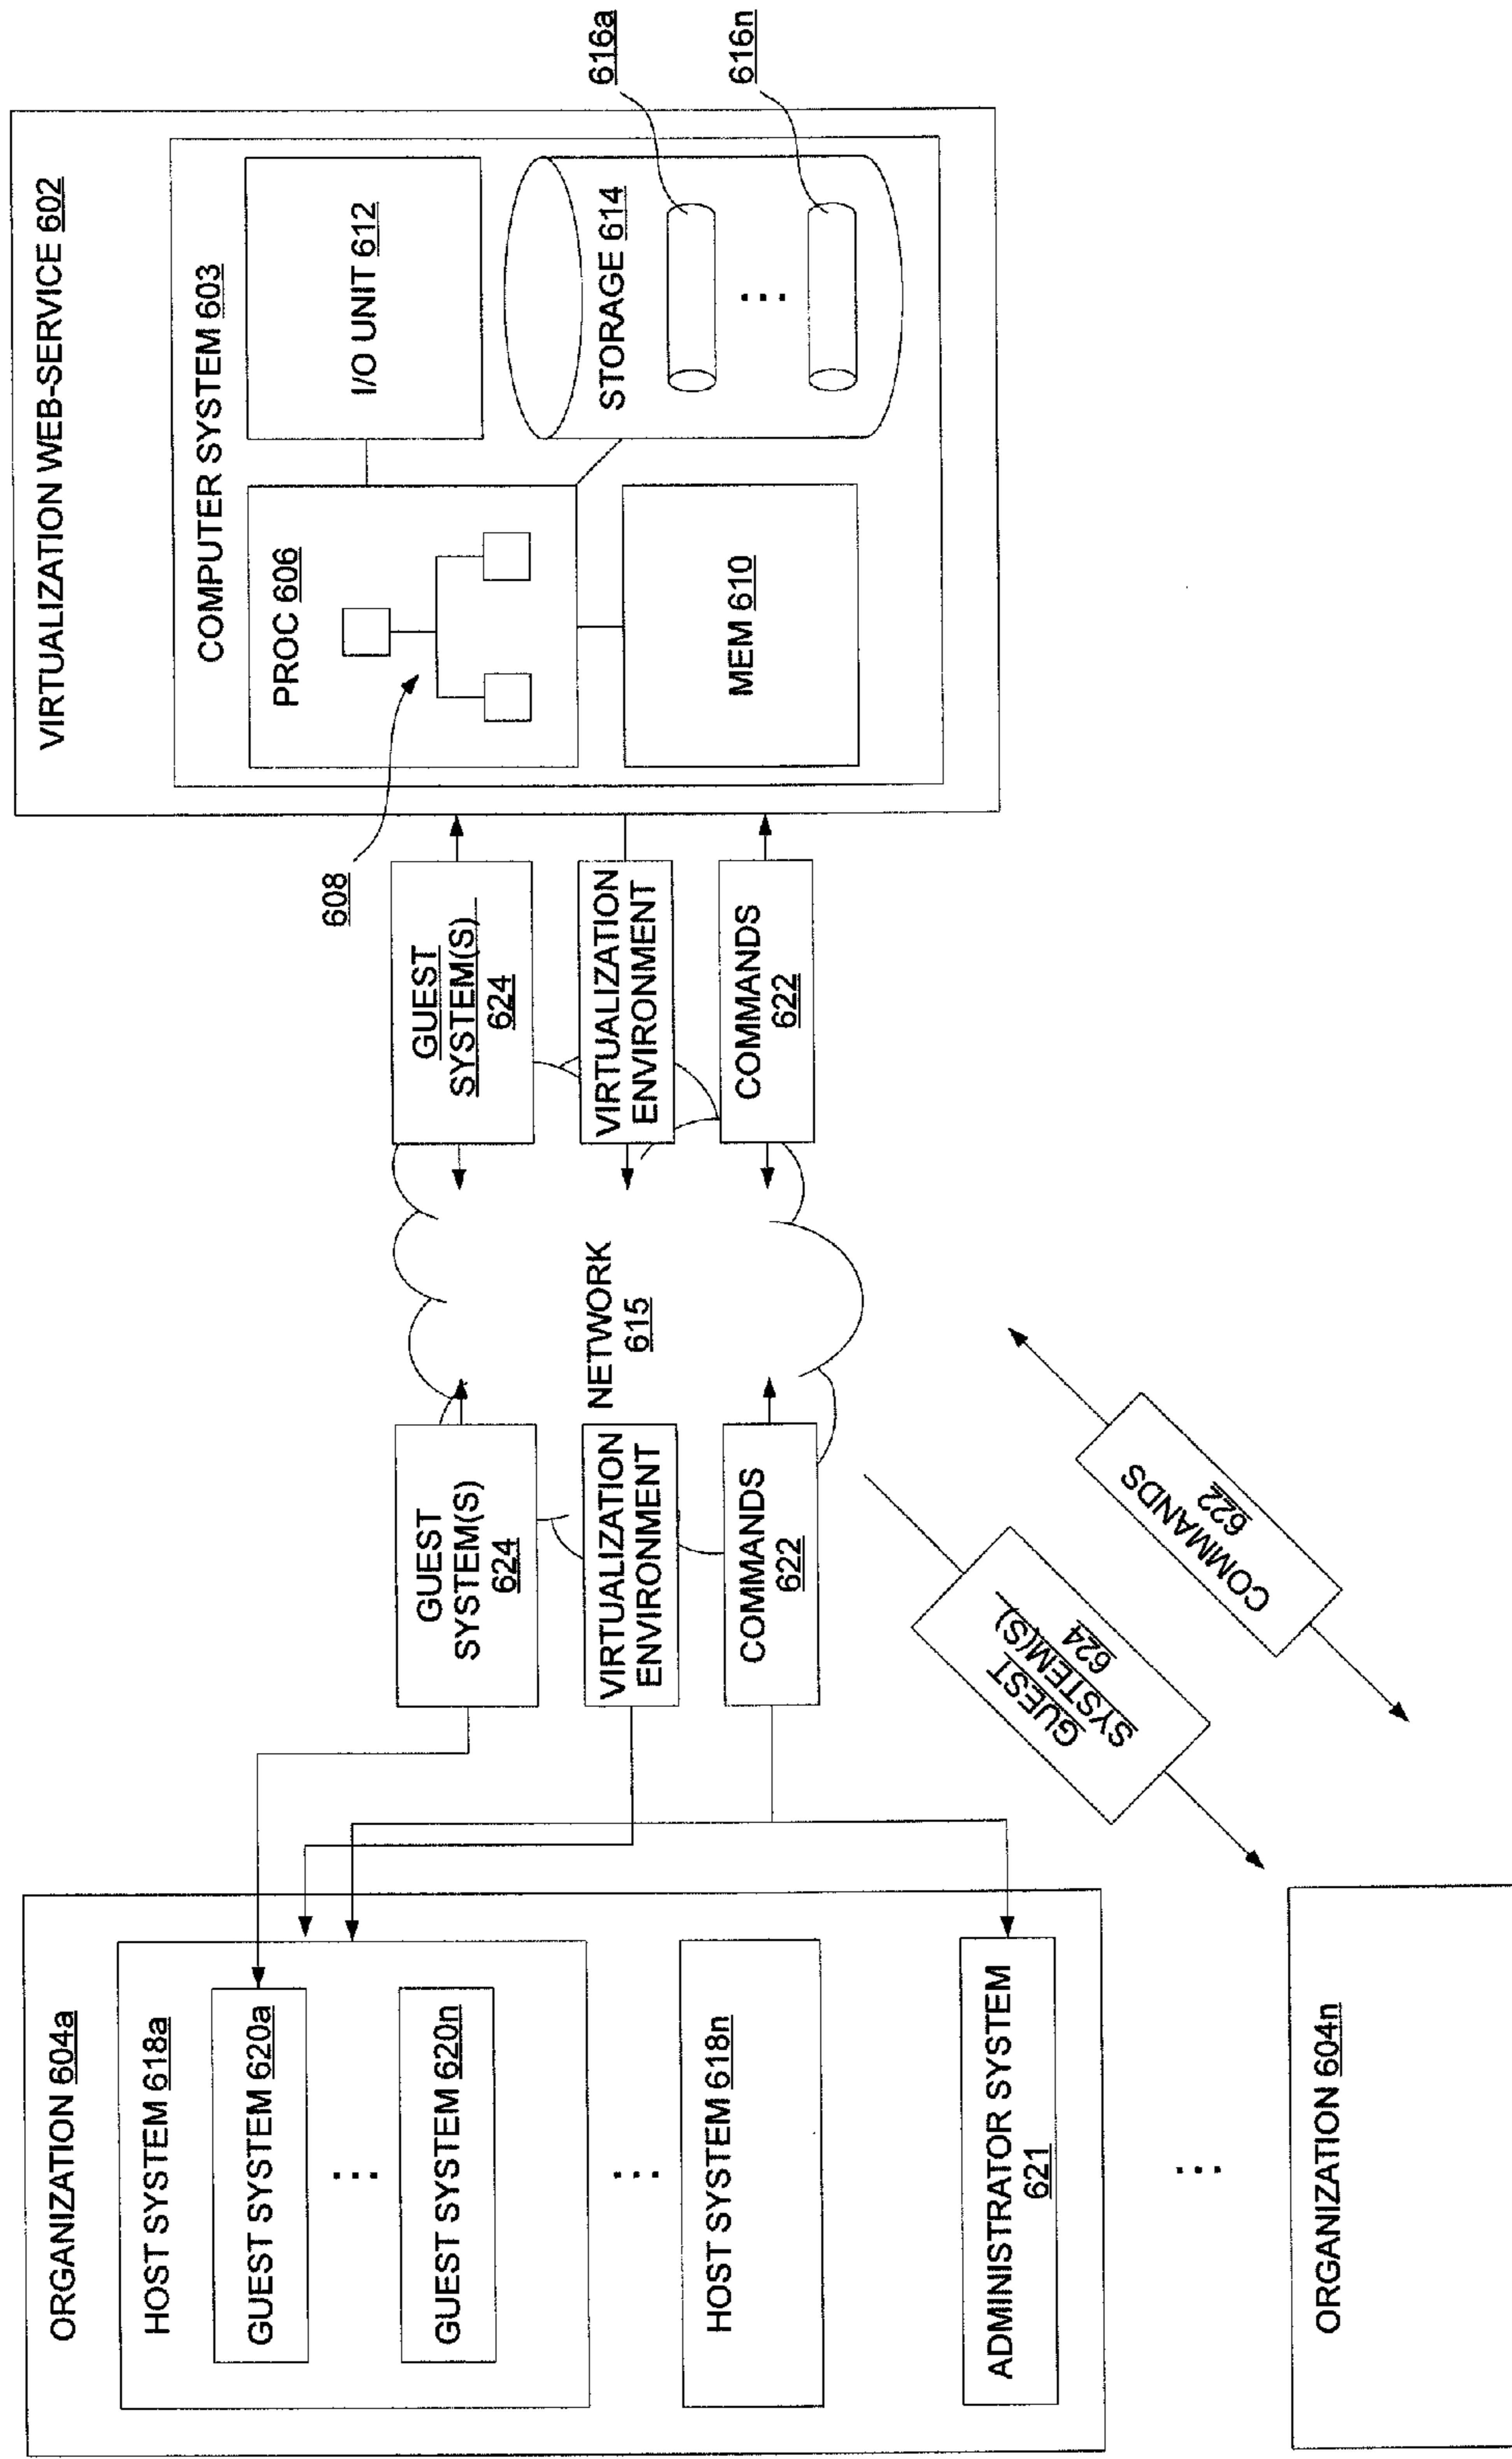 ORGANIZATION 604a
HOST SYSTEM 618a
GUEST SYSTEM 620a
...
GUEST SYSTEM 620n
...
HOST SYSTEM 618n
ADMINISTRATOR SYSTEM
621
...
ORGANIZATION 604n
GUEST
SYSTEM(S)
624
VIRTUALIZATION
ENVIRONMENT
COMMANDS
622
GUEST
SYSTEM(S)
624
COMMANDS
622
NETWORK
615
GUEST
SYSTEM(S)
624
VIRTUALIZATION
ENVIRONMENT
COMMANDS
622
VIRTUALIZATION WEB-SERVICE 602
COMPUTER SYSTEM 603
PROC 606
608
I/O UNIT 612
MEM 610
STORAGE 614
...
616a
616n